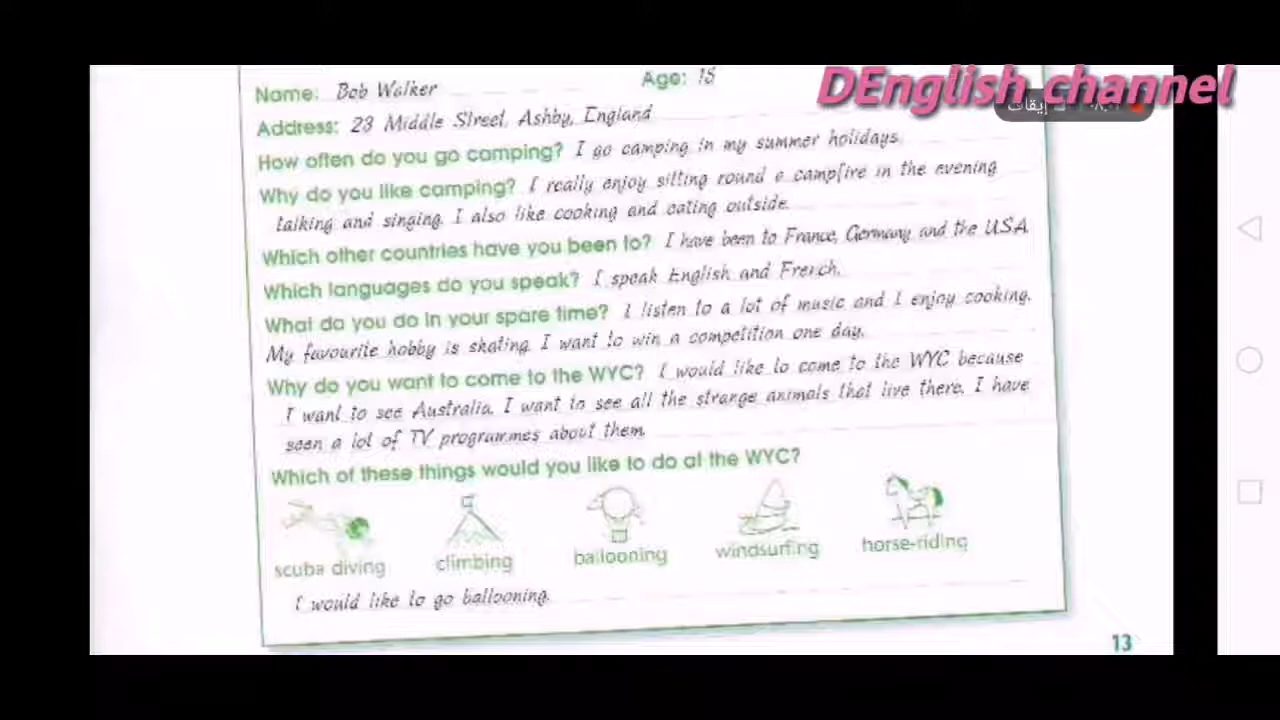 DEnglish channel
Name: Bob Walker Age: 15
Address: 23 Middle Street, Ashby, England
How often do you go camping? I go camping in my summer holidays.
Why do you like camping? I really enjoy sitting round a campfire in the evening
talking and singing. I also like cooking and eating outside.
Which other countries have you been to? I have been to France, Germany and the USA.
Which languages do you speak? I speak English and French.
What do you do in your spare time? I listen to a lot of music and I enjoy cooking.
My favourite hobby is skating. I want to win a competition one day.
Why do you want to come to the WYC? I would like to come to the WYC because
I want to see Australia. I want to see all the strange animals that live there. I have
seen a lot of TV programmes about them.
Which of these things would you like to do at the WYC?
scuba diving climbing ballooning windsurfing horse-riding
I would like to go ballooning.
13